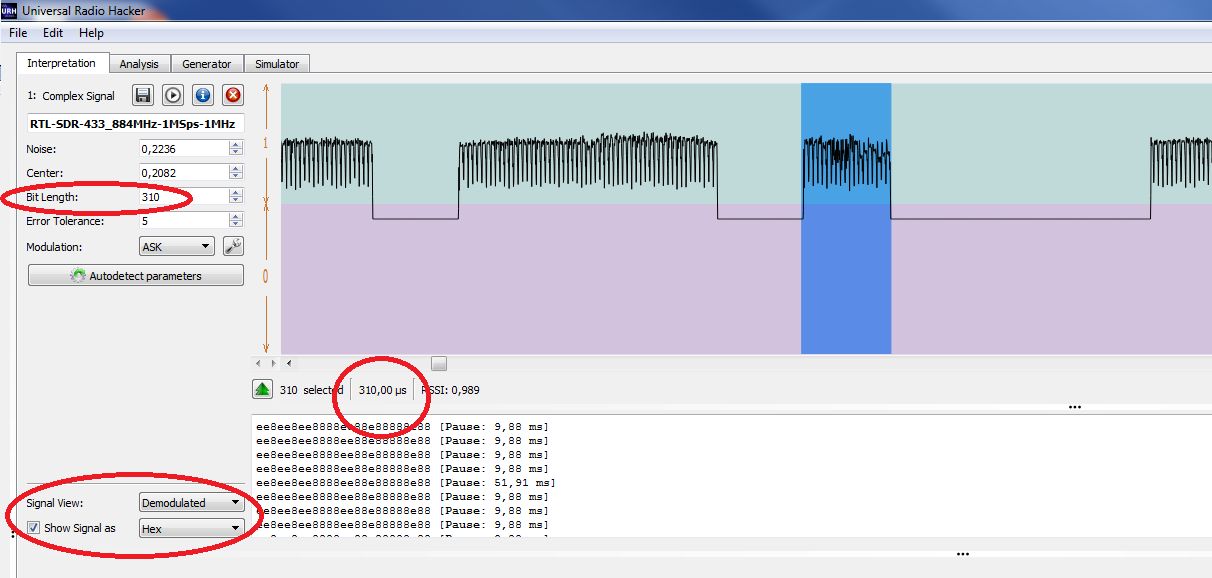 URH Universal Radio Hacker
File Edit Help
Interpretation Analysis Generator Simulator
1: Complex Signal
RTL-SDR-433_884MHz-1MSps-1MHz
Noise: 0,2236
Center: 0,2082
Bit Length: 310
Error Tolerance: 5
Modulation: ASK
Autodetect parameters
1
0
310 selected 310,00 µs RSSI: 0,989
ee8ee8ee8888ee88e88888e88 [Pause: 9,88 ms]
ee8ee8ee8888ee88e88888e88 [Pause: 9,88 ms]
ee8ee8ee8888ee88e88888e88 [Pause: 9,88 ms]
ee8ee8ee8888ee88e88888e88 [Pause: 9,88 ms]
ee8ee8ee8888ee88e88888e88 [Pause: 51,91 ms]
ee8ee8ee8888ee88e88888e88 [Pause: 9,88 ms]
ee8ee8ee8888ee88e88888e88 [Pause: 9,88 ms]
ee8ee8ee8888ee88e88888e88 [Pause: 9,88 ms]
Signal View: Demodulated
Show Signal as Hex